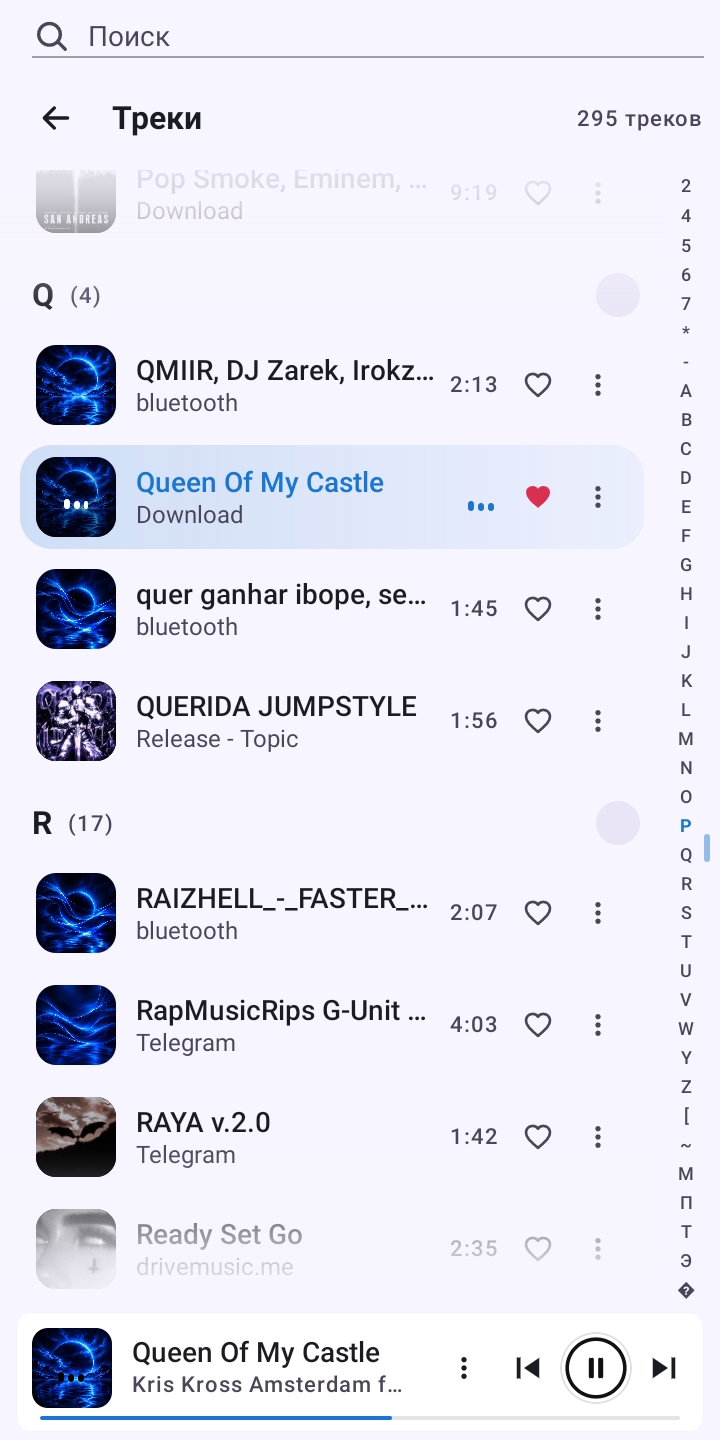 Поиск
Треки
295 треков
Pop Smoke, Eminem, ...
9:19
Download
SAN ANDREAS
Q (4)
QMIIR, DJ Zarek, Irokz...
2:13
bluetooth
Queen Of My Castle
Download
quer ganhar ibope, se...
1:45
bluetooth
QUERIDA JUMPSTYLE
1:56
Release - Topic
R (17)
RAIZHELL_-_FASTER_...
2:07
bluetooth
RapMusicRips G-Unit ...
4:03
Telegram
RAYA v.2.0
1:42
Telegram
Ready Set Go
2:35
drivemusic.me
2
4
5
6
7
*
-
A
B
C
D
E
F
G
H
I
J
K
L
M
N
O
P
Q
R
S
T
U
V
W
Y
Z
[
~
М
П
Т
Э
�
Queen Of My Castle
Kris Kross Amsterdam f...